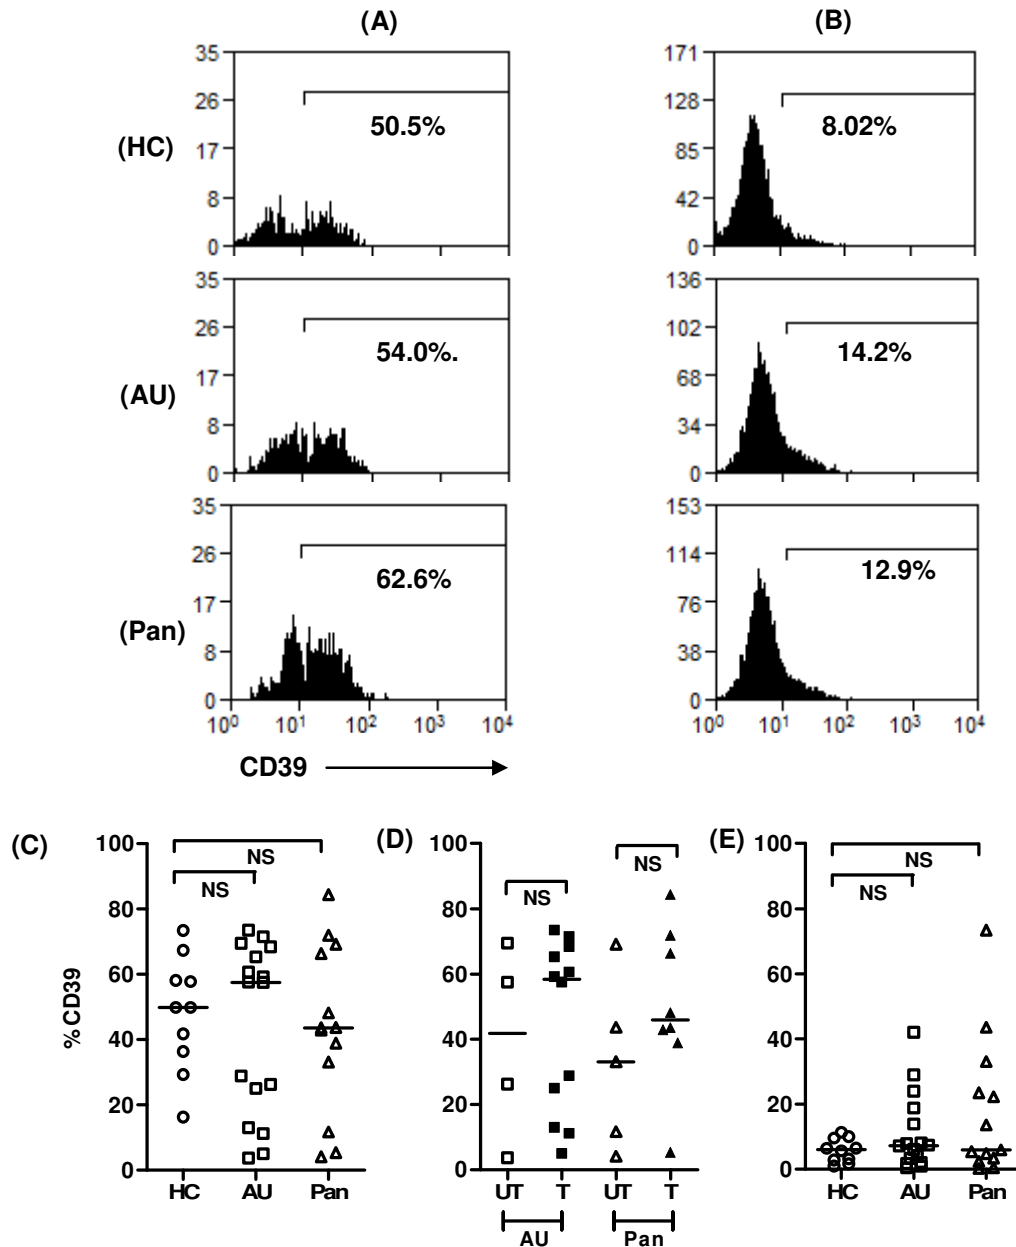 (A) (B)
35 171
26 128
50.5% 8.02%
(HC)
17 85
8 42
0 0
35 136
26 102
54.0%. 14.2%
17 68
(AU)
8 34
0 0
35 153
26 114
62.6% 12.9%
17 76
(Pan)
8 38
0 0
10⁰ 10¹ 10² 10³ 10⁴ 10⁰ 10¹ 10² 10³ 10⁴
CD39
(C) (D) (E)
100 100 100
NS NS NS
NS NS NS
80 80 80
60 60 60
% CD39
40 40 40
20 20 20
0 0 0
HC AU Pan UT T UT T HC AU Pan
AU Pan